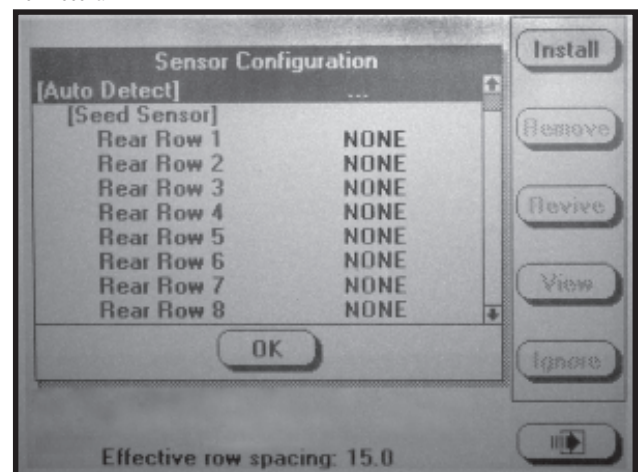 Sensor Configuration
[Auto Detect] ...
[Seed Sensor]
Rear Row 1 NONE
Rear Row 2 NONE
Rear Row 3 NONE
Rear Row 4 NONE
Rear Row 5 NONE
Rear Row 6 NONE
Rear Row 7 NONE
Rear Row 8 NONE
OK
Effective row spacing: 15.0
Install
Remove
Revive
View
Ignore